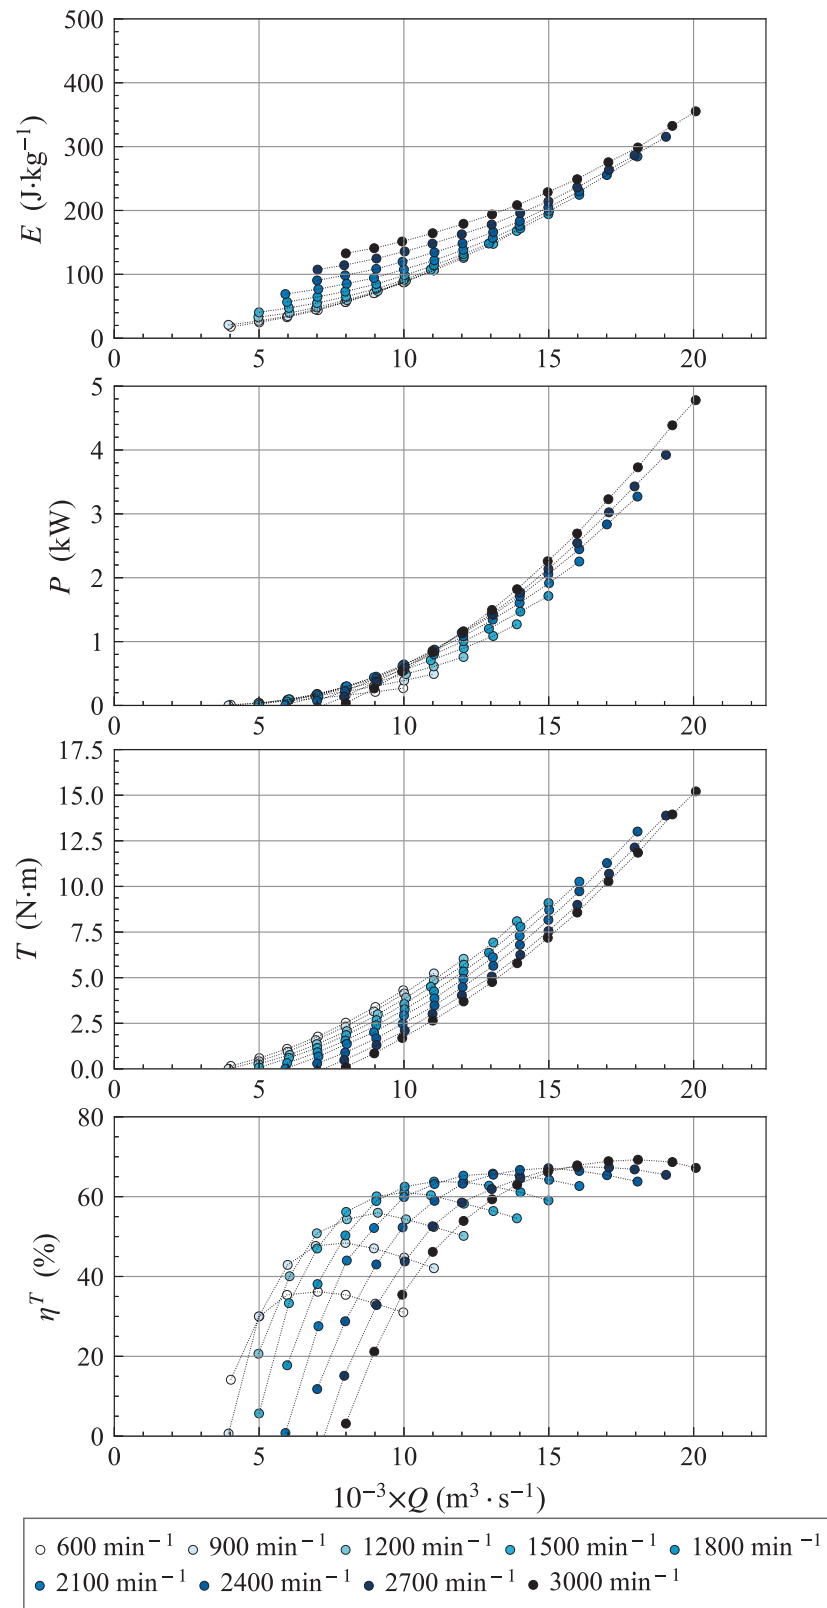 500
400
300
200
100
0
E (J·kg⁻¹)
0 5 10 15 20
5
4
3
2
1
0
P (kW)
0 5 10 15 20
17.5
15.0
12.5
10.0
7.5
5.0
2.5
0.0
T (N·m)
0 5 10 15 20
80
60
40
20
0
η^T (%)
0 5 10 15 20
10⁻³×Q (m³·s⁻¹)
600 min⁻¹ 900 min⁻¹ 1200 min⁻¹ 1500 min⁻¹ 1800 min⁻¹
2100 min⁻¹ 2400 min⁻¹ 2700 min⁻¹ 3000 min⁻¹